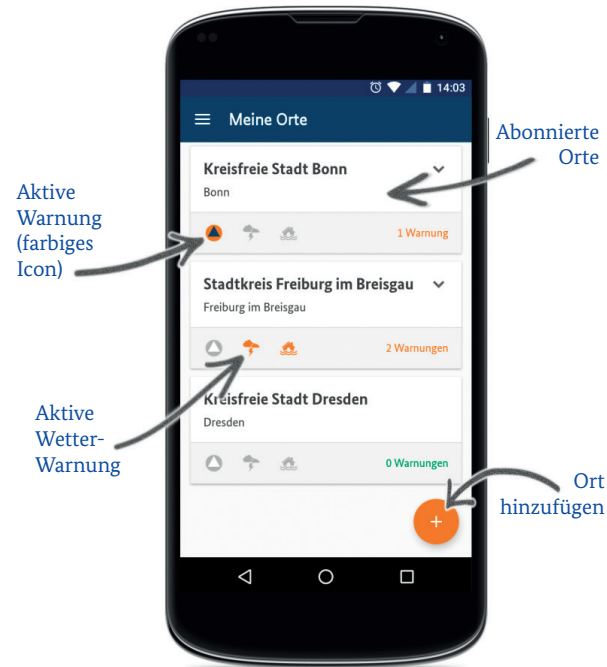 14:03
Meine Orte
Abonnierte
Orte
Kreisfreie Stadt Bonn
Bonn
Aktive
Warnung
(farbiges
Icon)
1 Warnung
Stadtkreis Freiburg im Breisgau
Freiburg im Breisgau
2 Warnungen
Aktive
Wetter-
Warnung
Kreisfreie Stadt Dresden
Dresden
0 Warnungen
Ort
hinzufügen
+